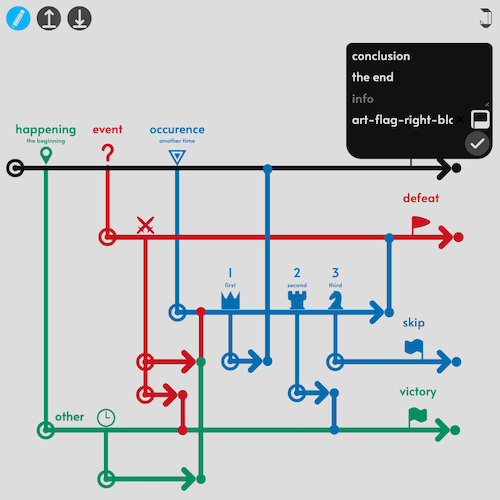 conclusion
the end
info
art-flag-right-blc
happening
the beginning
event
occurence
another time
defeat
1
first
2
second
3
third
skip
victory
other